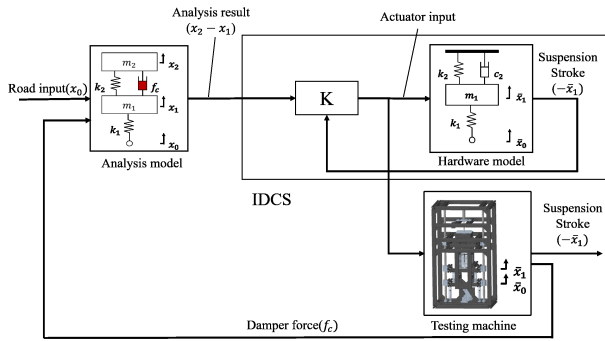 Analysis result
(x₂ − x₁)
Actuator input
Road input(x₀)
m₂
x₂
k₂
f_c
m₁
x₁
k₁
x₀
Analysis model
K
k₂
c₂
m₁
x̄₁
k₁
x̄₀
Hardware model
Suspension
Stroke
(−x̄₁)
IDCS
x̄₁
x̄₀
Testing machine
Suspension
Stroke
(−x̄₁)
Damper force(f_c)